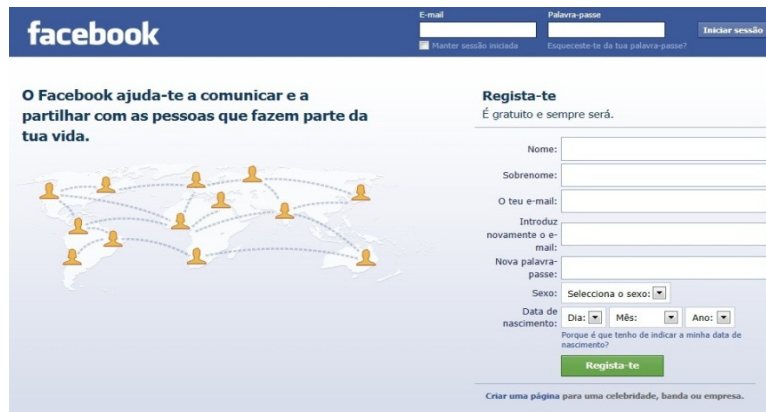 facebook
E-mail
Palavra-passe
Iniciar sessão
Manter sessão iniciada
Esqueceste-te da tua palavra-passe?
O Facebook ajuda-te a comunicar e a
partilhar com as pessoas que fazem parte da
tua vida.
Regista-te
É gratuito e sempre será.
Nome:
Sobrenome:
O teu e-mail:
Introduz
novamente o e-
mail:
Nova palavra-
passe:
Sexo: Selecciona o sexo:
Data de
nascimento:
Dia: Mês: Ano:
Porque é que tenho de indicar a minha data de
nascimento?
Regista-te
Criar uma página para uma celebridade, banda ou empresa.